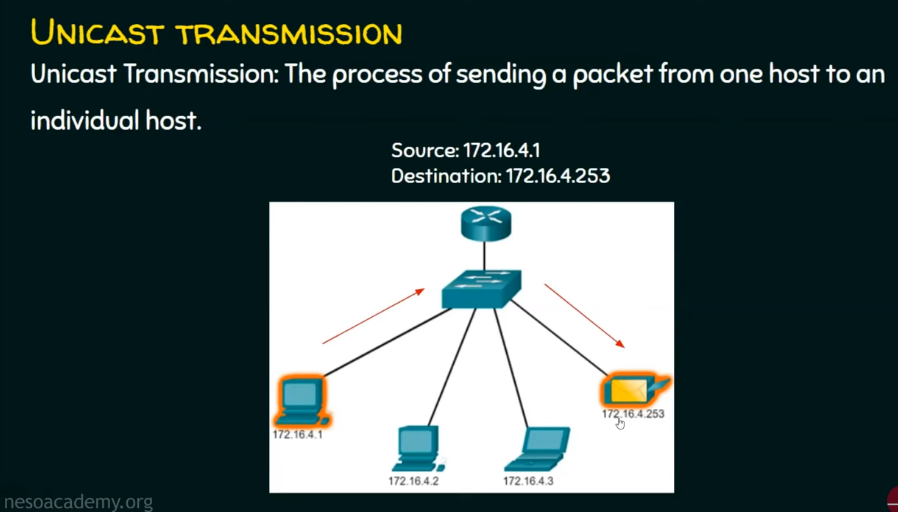 Unicast transmission
Unicast Transmission: The process of sending a packet from one host to an
individual host.
Source: 172.16.4.1
Destination: 172.16.4.253
172.16.4.253
172.16.4.1
172.16.4.2
172.16.4.3
nesoacademy.org